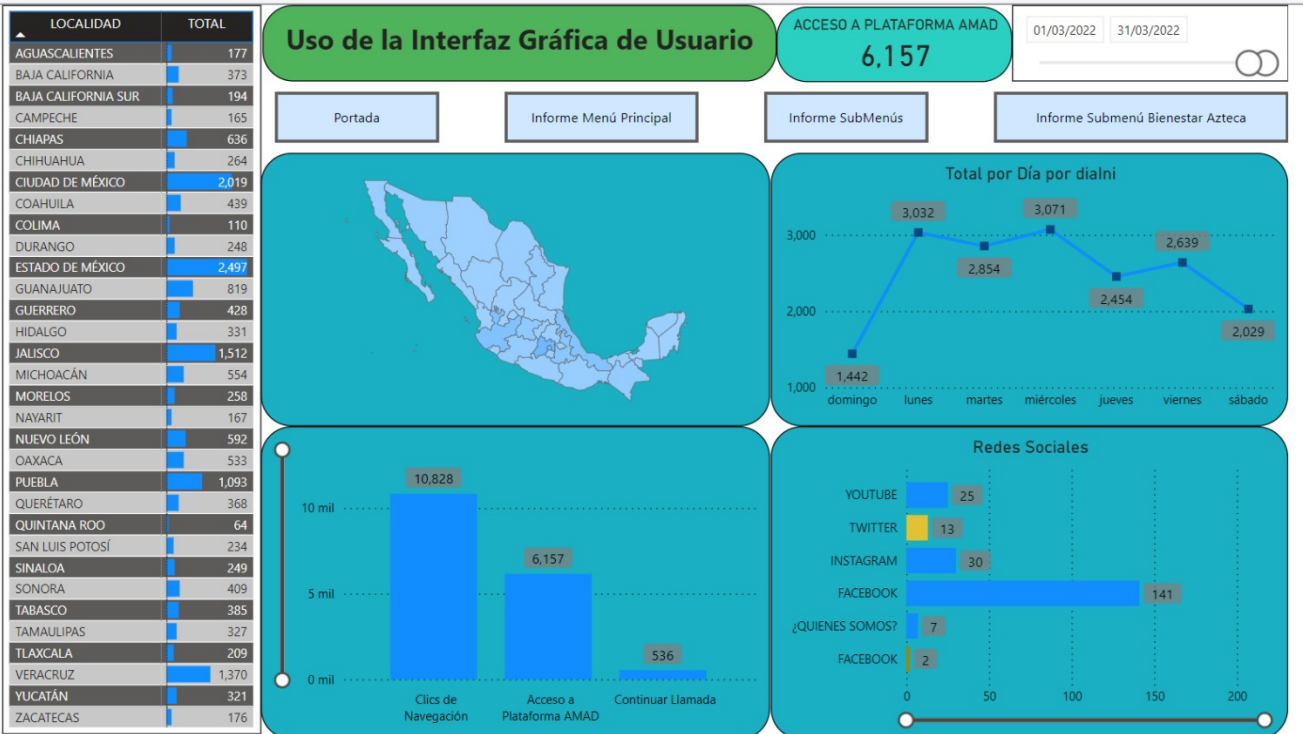 LOCALIDAD TOTAL
AGUASCALIENTES 177
BAJA CALIFORNIA 373
BAJA CALIFORNIA SUR 194
CAMPECHE 165
CHIAPAS 636
CHIHUAHUA 264
CIUDAD DE MÉXICO 2,019
COAHUILA 439
COLIMA 110
DURANGO 248
ESTADO DE MÉXICO 2,497
GUANAJUATO 819
GUERRERO 428
HIDALGO 331
JALISCO 1,512
MICHOACÁN 554
MORELOS 258
NAYARIT 167
NUEVO LEÓN 592
OAXACA 533
PUEBLA 1,093
QUERÉTARO 368
QUINTANA ROO 64
SAN LUIS POTOSÍ 234
SINALOA 249
SONORA 409
TABASCO 385
TAMAULIPAS 327
TLAXCALA 209
VERACRUZ 1,370
YUCATÁN 321
ZACATECAS 176
Uso de la Interfaz Gráfica de Usuario
ACCESO A PLATAFORMA AMAD
6,157
01/03/2022 31/03/2022
Portada
Informe Menú Principal
Informe SubMenús
Informe Submenú Bienestar Azteca
Total por Día por diaIni
3,000
2,000
1,000
1,442
3,032
2,854
3,071
2,454
2,639
2,029
domingo lunes martes miércoles jueves viernes sábado
10 mil
5 mil
0 mil
10,828
6,157
536
Clics de
Navegación
Acceso a
Plataforma AMAD
Continuar Llamada
Redes Sociales
YOUTUBE 25
TWITTER 13
INSTAGRAM 30
FACEBOOK 141
¿QUIENES SOMOS? 7
FACEBOOK 2
0 50 100 150 200